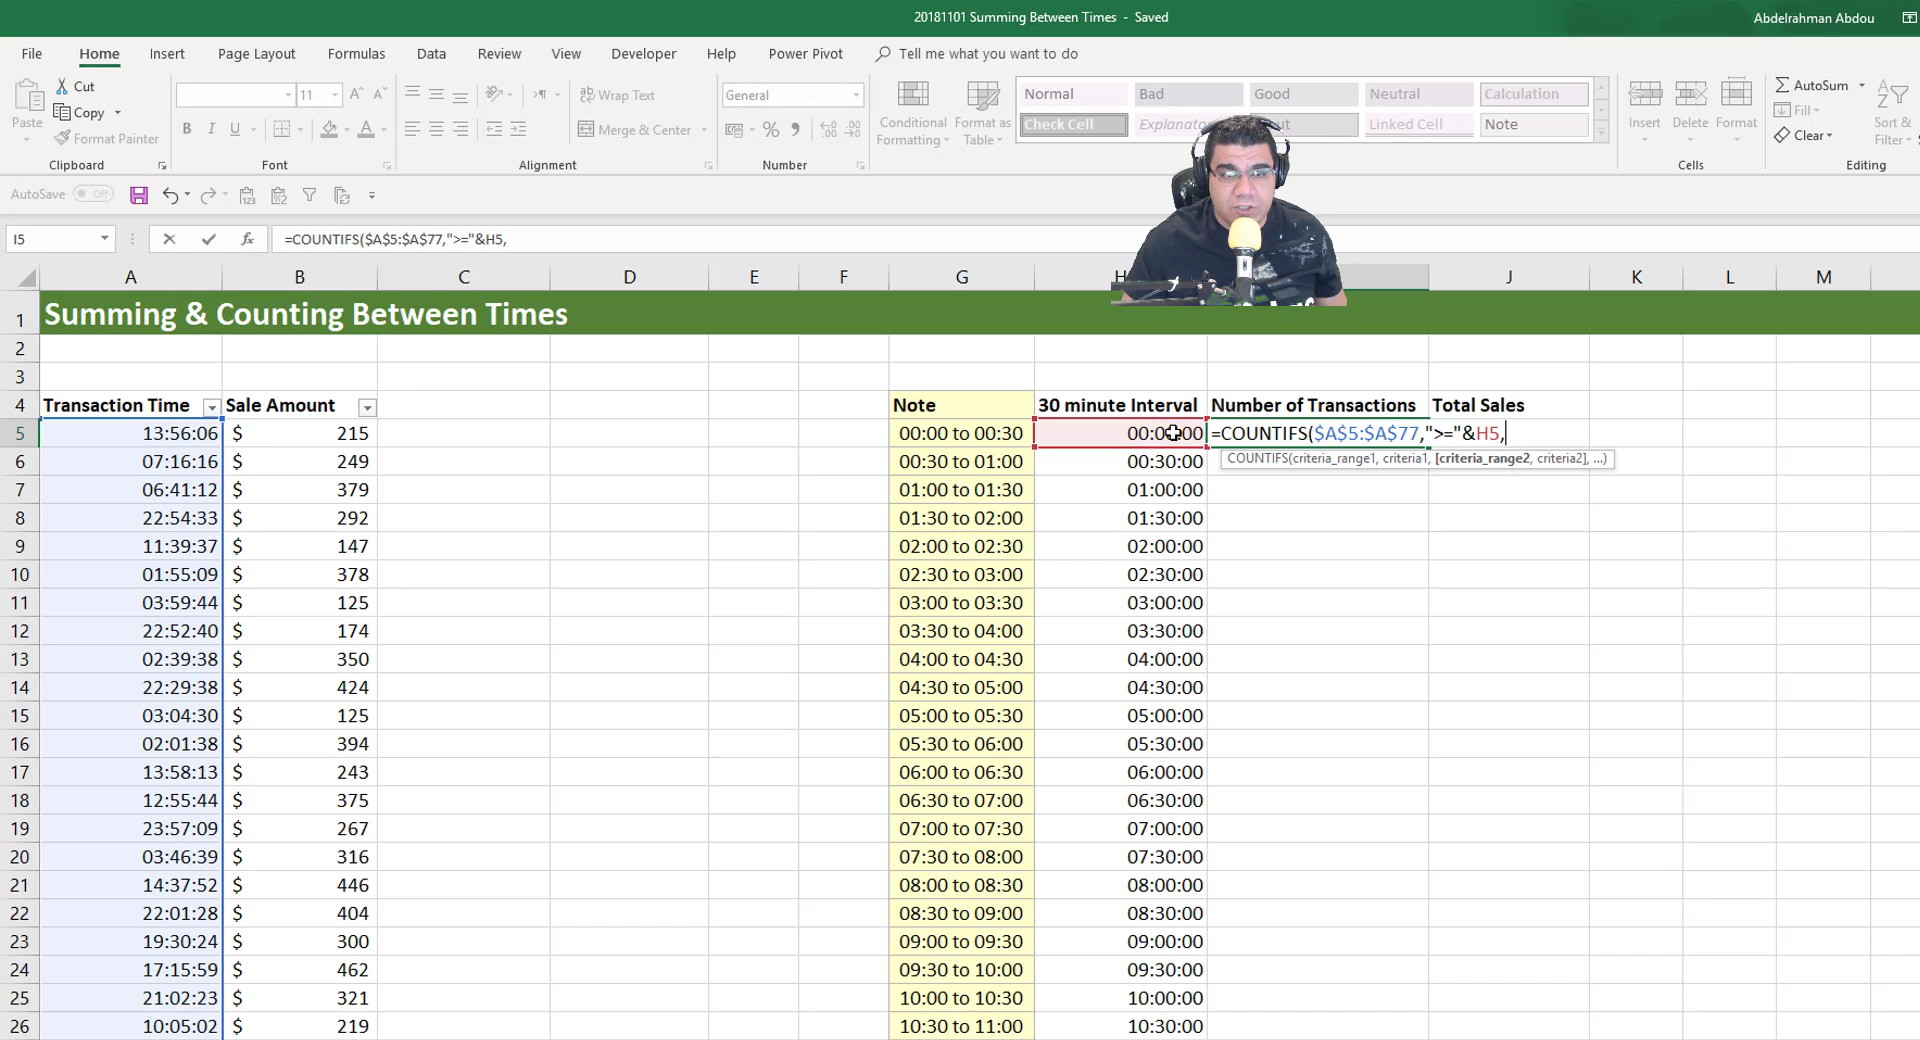 20181101 Summing Between Times - Saved
Abdelrahman Abdou
File Home Insert Page Layout Formulas Data Review View Developer Help Power Pivot Tell me what you want to do
Paste
Cut
Copy
Format Painter
Clipboard
11
B I U
Font
Wrap Text
Merge & Center
Alignment
General
Number
Conditional Formatting
Format as Table
Normal Bad Good Neutral Calculation
Check Cell Linked Cell Note
Insert Delete Format
Cells
AutoSum
Fill
Clear
Sort & Filter
Editing
AutoSave Off
I5
fx
=COUNTIFS($A$5:$A$77,">="&H5,
A B C D E F G J K L M
1 Summing & Counting Between Times
2
3
4 Transaction Time Sale Amount Note 30 minute Interval Number of Transactions Total Sales
5 13:56:06 $ 215 00:00 to 00:30 =COUNTIFS($A$5:$A$77,">="&H5,
COUNTIFS(criteria_range1, criteria1, [criteria_range2, criteria2], ...)
6 07:16:16 $ 249 00:30 to 01:00 00:30:00
7 06:41:12 $ 379 01:00 to 01:30 01:00:00
8 22:54:33 $ 292 01:30 to 02:00 01:30:00
9 11:39:37 $ 147 02:00 to 02:30 02:00:00
10 01:55:09 $ 378 02:30 to 03:00 02:30:00
11 03:59:44 $ 125 03:00 to 03:30 03:00:00
12 22:52:40 $ 174 03:30 to 04:00 03:30:00
13 02:39:38 $ 350 04:00 to 04:30 04:00:00
14 22:29:38 $ 424 04:30 to 05:00 04:30:00
15 03:04:30 $ 125 05:00 to 05:30 05:00:00
16 02:01:38 $ 394 05:30 to 06:00 05:30:00
17 13:58:13 $ 243 06:00 to 06:30 06:00:00
18 12:55:44 $ 375 06:30 to 07:00 06:30:00
19 23:57:09 $ 267 07:00 to 07:30 07:00:00
20 03:46:39 $ 316 07:30 to 08:00 07:30:00
21 14:37:52 $ 446 08:00 to 08:30 08:00:00
22 22:01:28 $ 404 08:30 to 09:00 08:30:00
23 19:30:24 $ 300 09:00 to 09:30 09:00:00
24 17:15:59 $ 462 09:30 to 10:00 09:30:00
25 21:02:23 $ 321 10:00 to 10:30 10:00:00
26 10:05:02 $ 219 10:30 to 11:00 10:30:00